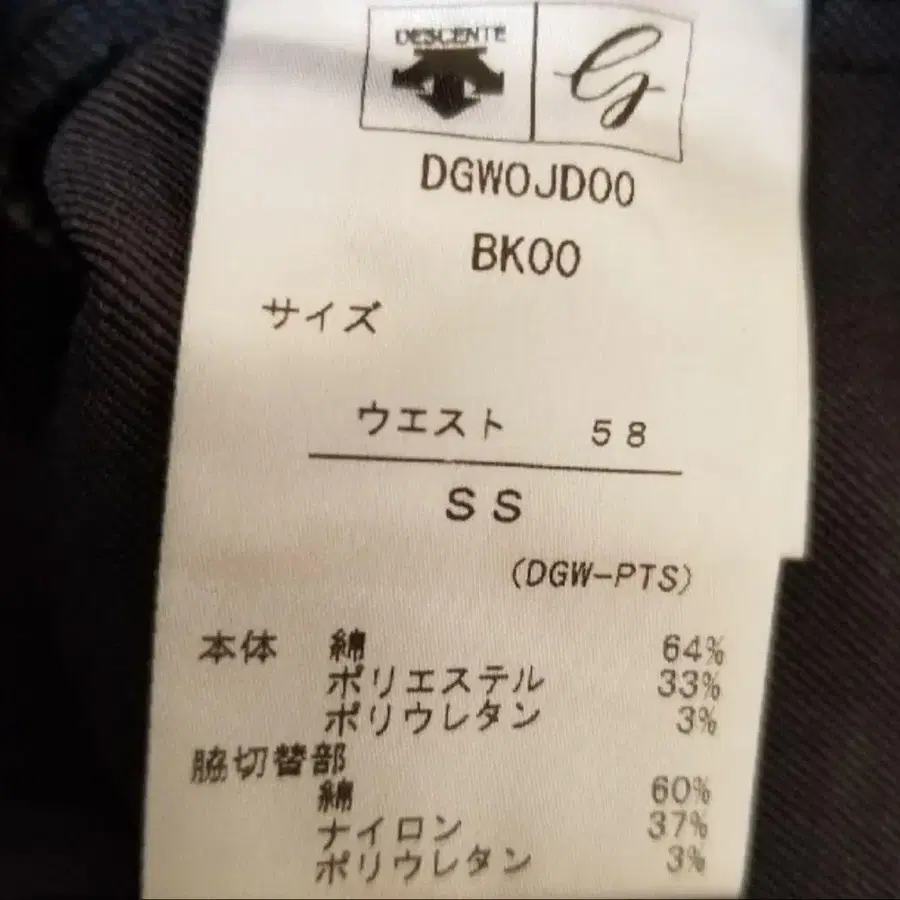 DESCENTE G
DGWOJD00
BK00
サイズ
ウエスト 58
SS
(DGW-PTS)
本体 綿 64%
ポリエステル 33%
ポリウレタン 3%
脇切替部
綿 60%
ナイロン 37%
ポリウレタン 3%